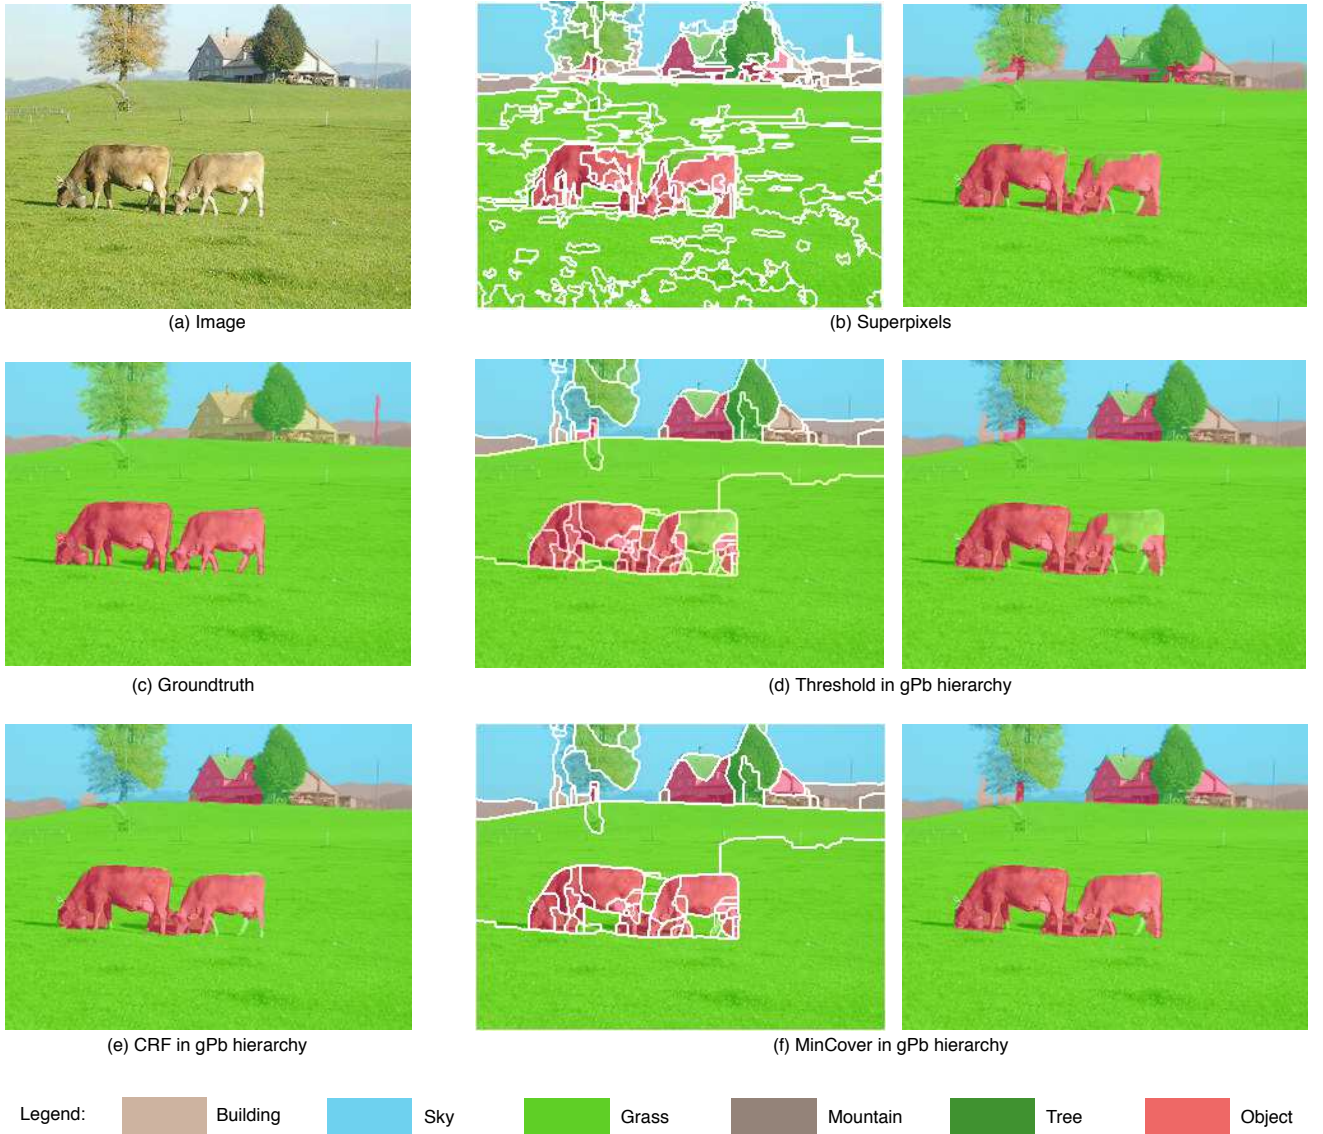 (a) Image
(b) Superpixels
(c) Groundtruth
(d) Threshold in gPb hierarchy
(e) CRF in gPb hierarchy
(f) MinCover in gPb hierarchy
Legend: Building Sky Grass Mountain Tree Object